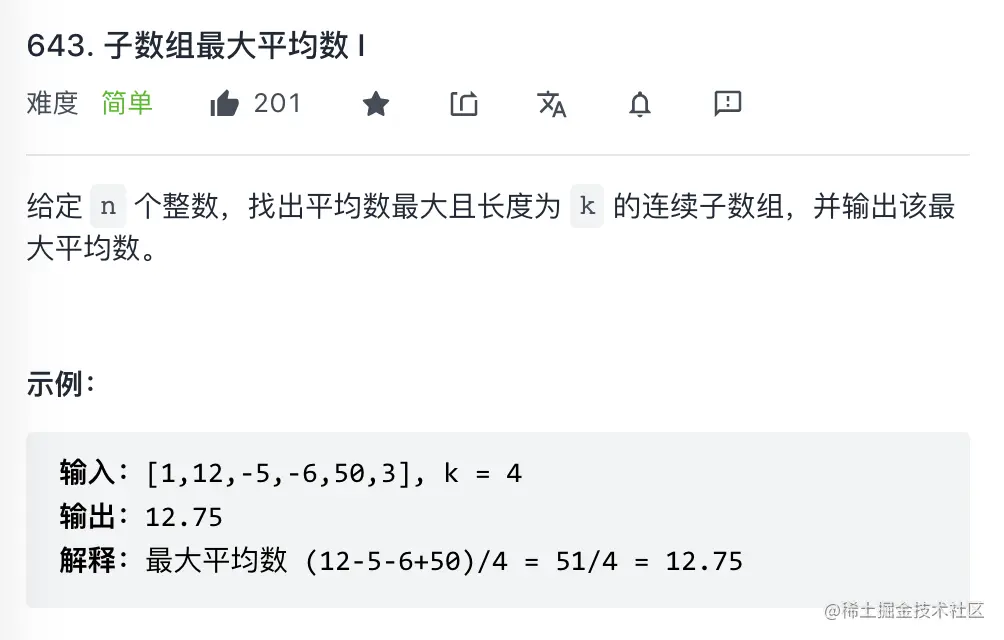 643. 子数组最大平均数 I
难度 简单 201
给定 n 个整数，找出平均数最大且长度为 k 的连续子数组，并输出该最
大平均数。
示例：
输入：[1,12,-5,-6,50,3], k = 4
输出：12.75
解释：最大平均数 (12-5-6+50)/4 = 51/4 = 12.75
@稀土掘金技术社区